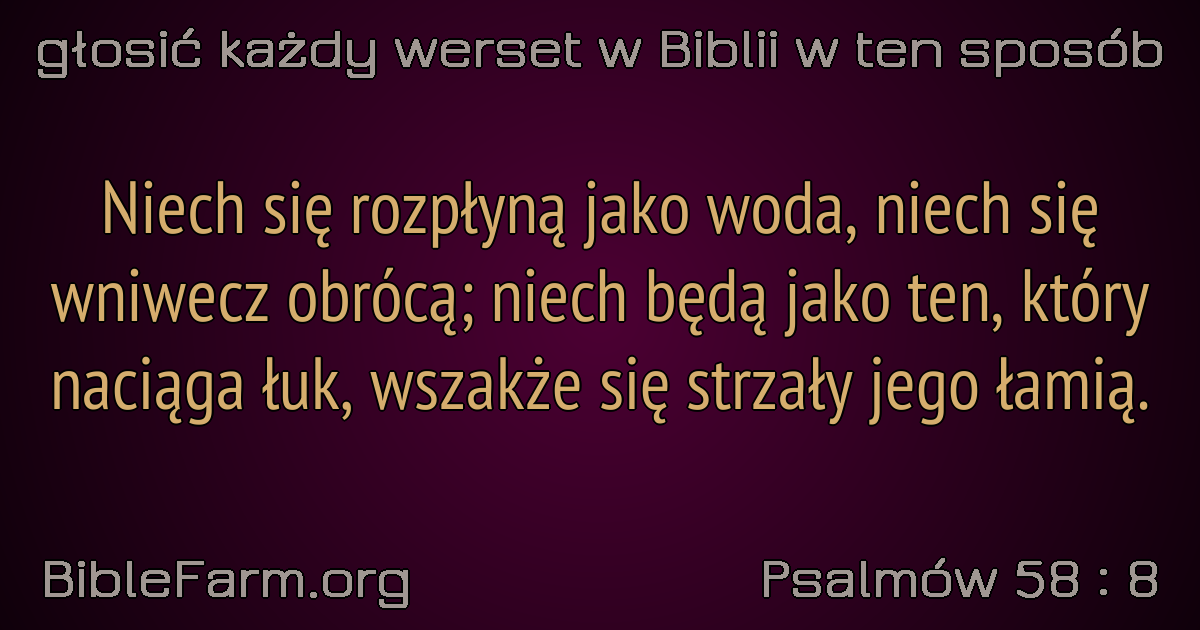 głosić każdy werset w Biblii w ten sposób
Niech się rozpłyną jako woda, niech się
wniwecz obrócą; niech będą jako ten, który
naciąga łuk, wszakże się strzały jego łamią.
BibleFarm.org
Psalmów 58 : 8